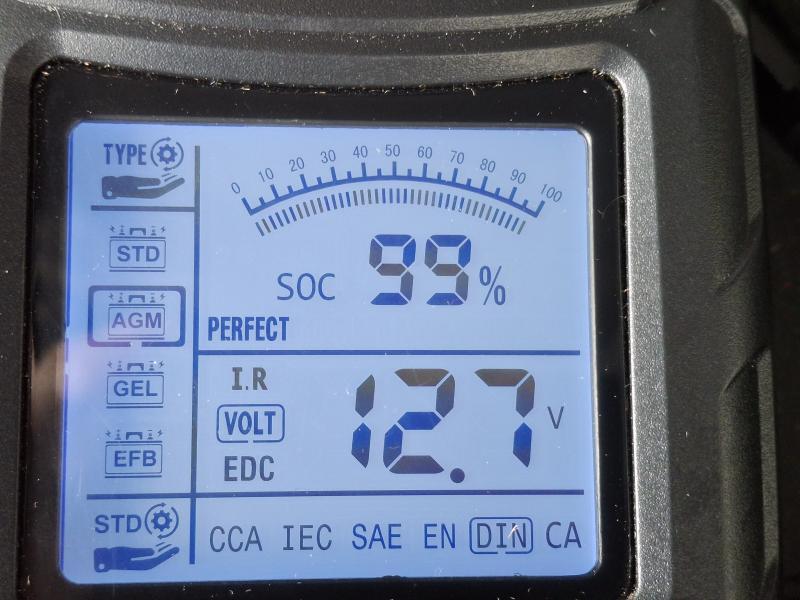 TYPE
0 10 20 30 40 50 60 70 80 90 100
STD
SOC 99%
AGM
PERFECT
GEL
I.R
VOLT 12.7 V
EFB
EDC
STD
CCA IEC SAE EN DIN CA